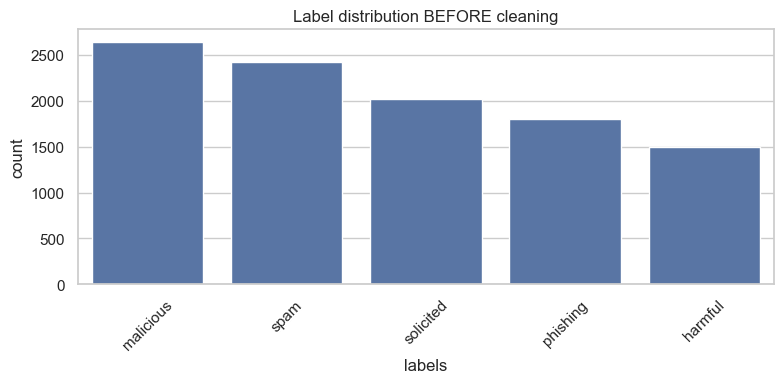 Label distribution BEFORE cleaning
2500
2000
1500
1000
500
0
count
malicious
spam
solicited
phishing
harmful
labels